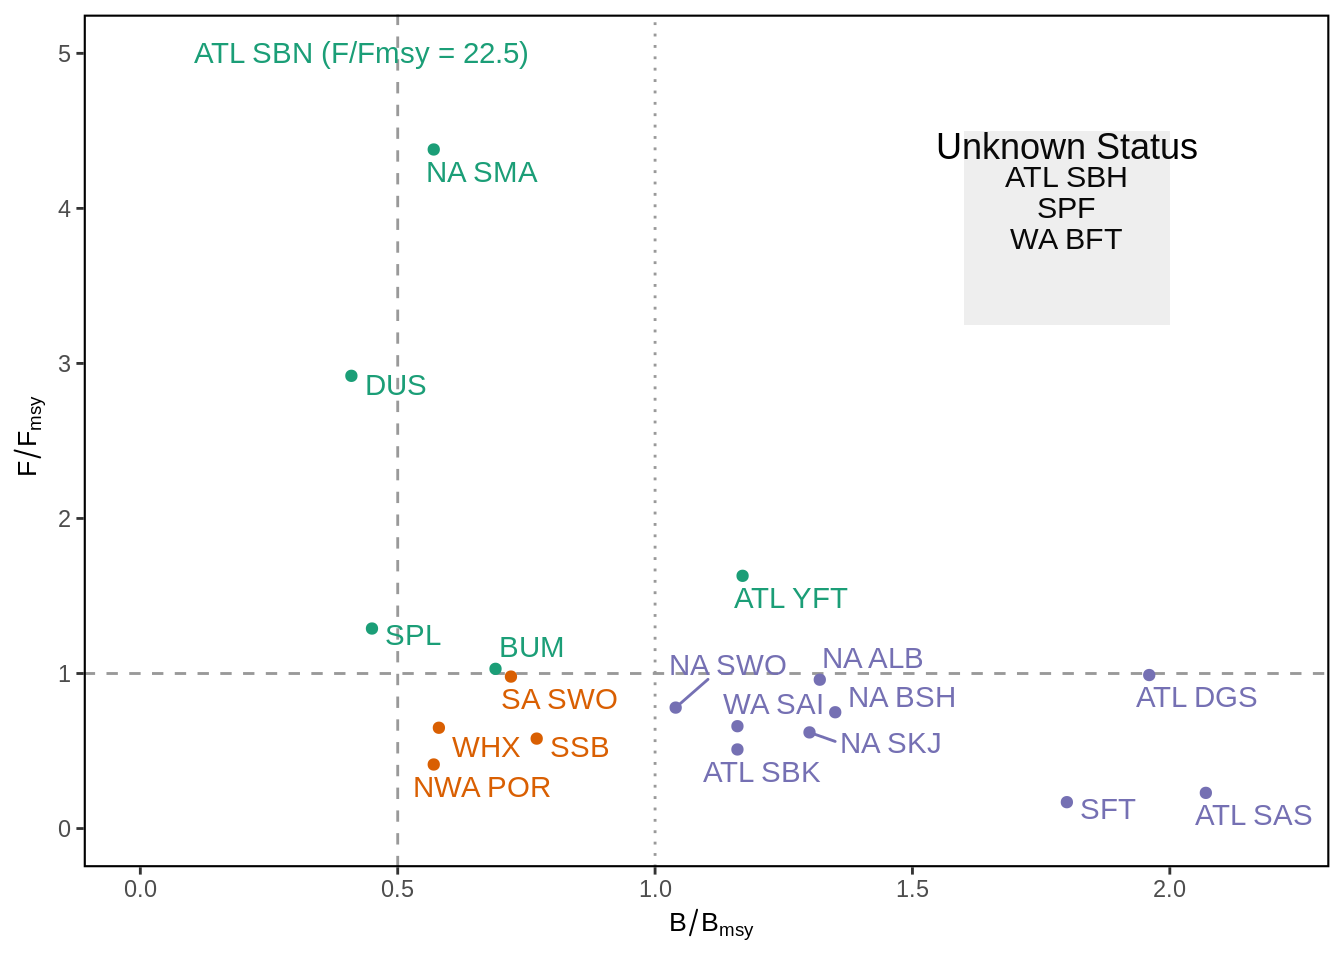 5
ATL SBN (F/Fmsy = 22.5)
Unknown Status
ATL SBH
SPF
WA BFT
NA SMA
4
3
DUS
F/Fmsy
2
ATL YFT
SPL
BUM
1
NA SWO
NA ALB
SA SWO
WA SAI
NA BSH
ATL DGS
WHX
SSB
NA SKJ
NWA POR
ATL SBK
SFT
ATL SAS
0
0.0
0.5
1.0
1.5
2.0
B/Bmsy